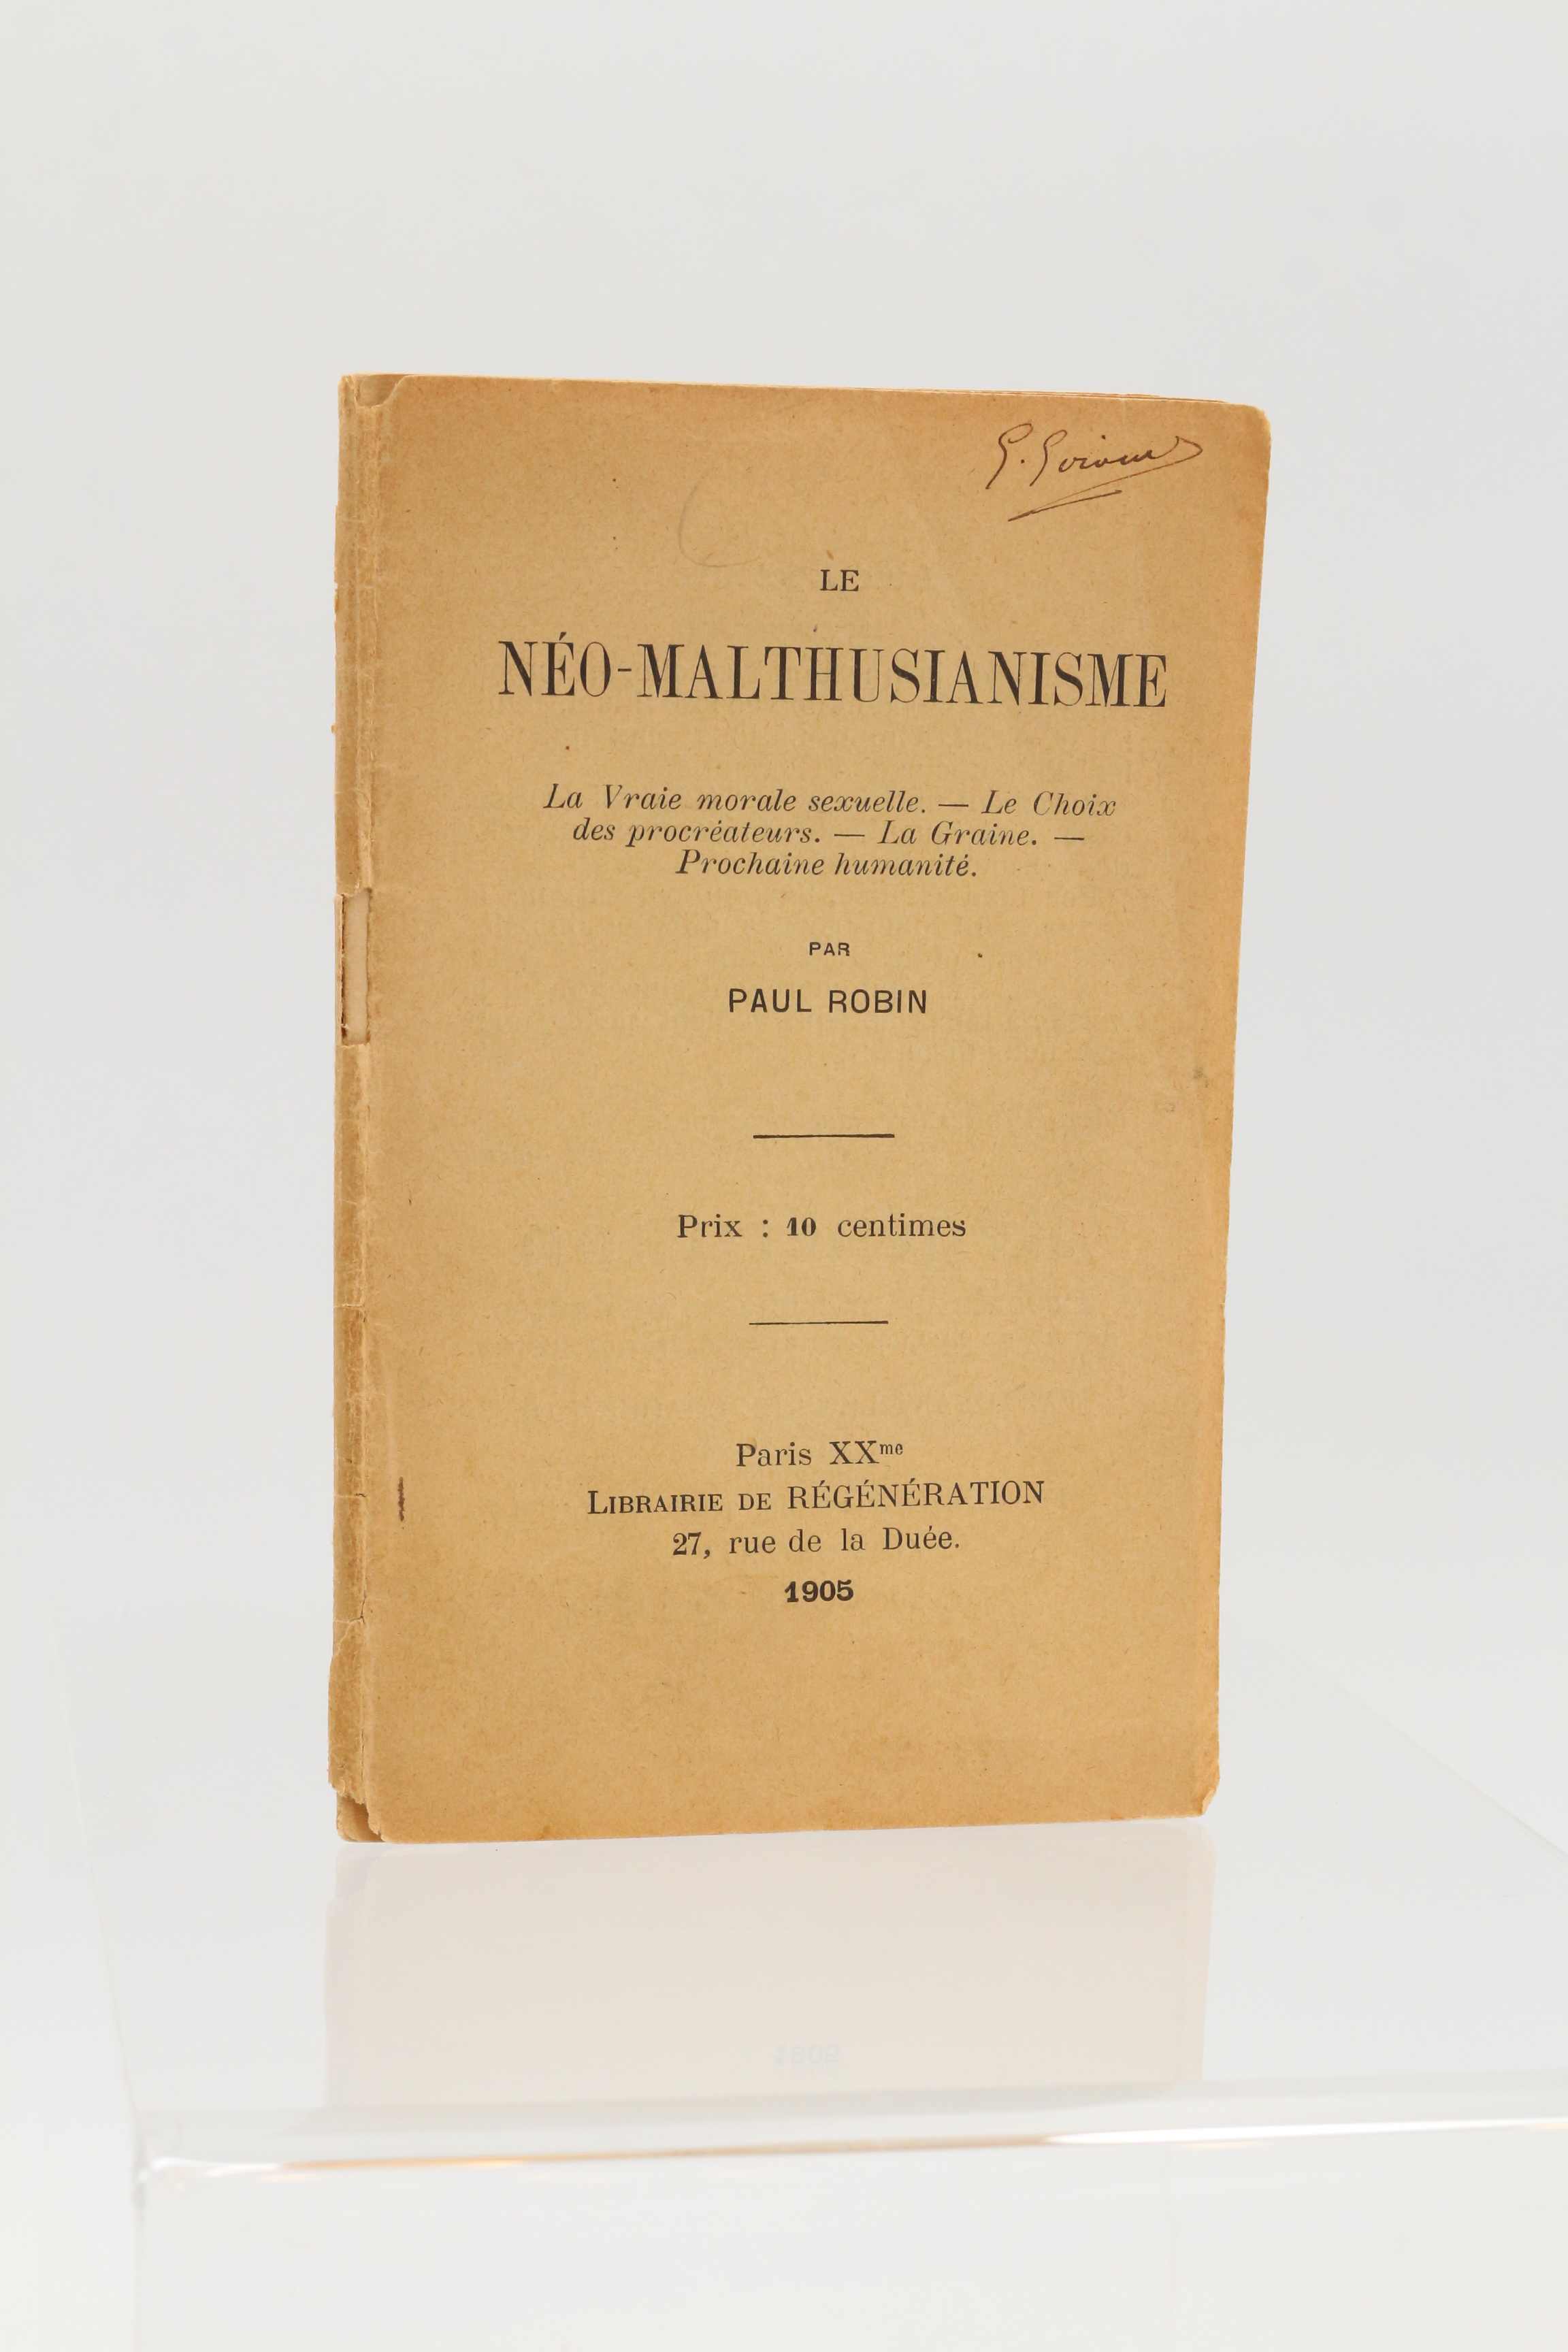 LE
NÉO-MALTHUSIANISME
La Vraie morale sexuelle. — Le Choix
des procréateurs. — La Graine. —
Prochaine humanité.
PAR
PAUL ROBIN
Prix : 10 centimes
Paris XXme
LIBRAIRIE DE RÉGÉNÉRATION
27, rue de la Duée.
1905